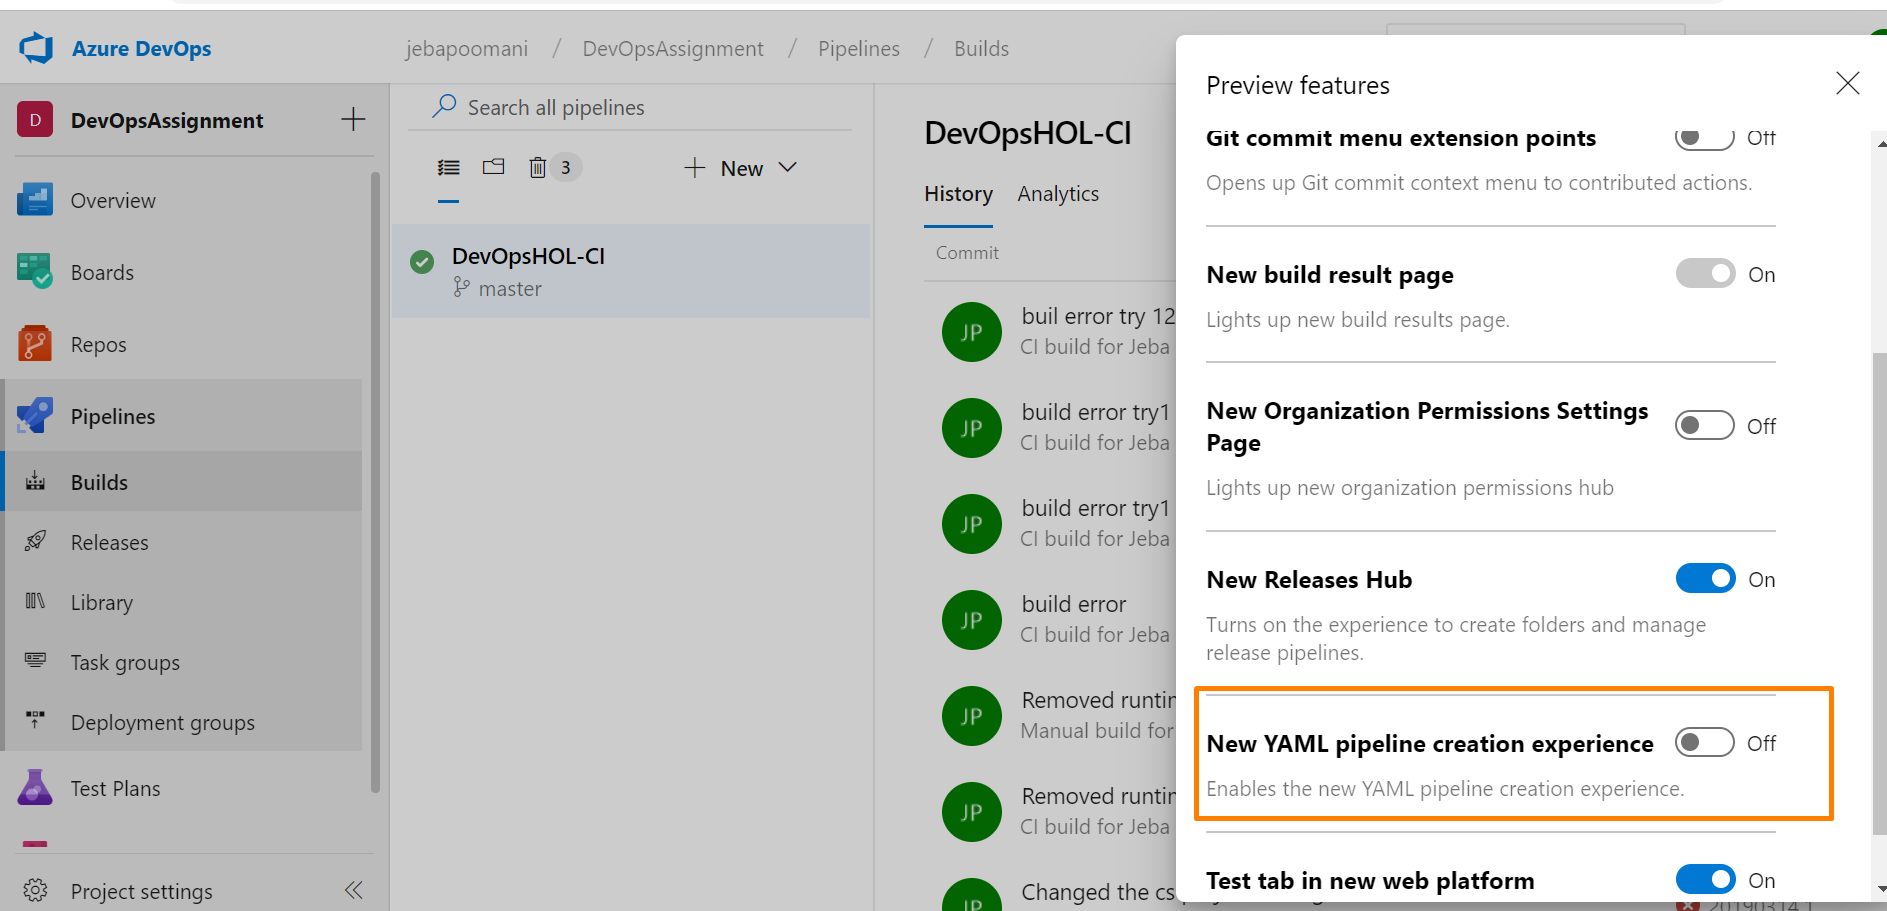 Azure DevOps
jebapoomani / DevOpsAssignment / Pipelines / Builds
D DevOpsAssignment
Overview
Boards
Repos
Pipelines
Builds
Releases
Library
Task groups
Deployment groups
Test Plans
Project settings
Search all pipelines
3
New
DevOpsHOL-CI
master
DevOpsHOL-CI
History Analytics
Commit
JP
buil error try 12
CI build for Jeba
JP
build error try1
CI build for Jeba
JP
build error try1
CI build for Jeba
JP
build error
CI build for Jeba
JP
Removed runtin
Manual build for
JP
Removed runtin
CI build for Jeba
JP
Changed the cs
Preview features
Git commit menu extension points Off
Opens up Git commit context menu to contributed actions.
New build result page On
Lights up new build results page.
New Organization Permissions Settings
Page
Off
Lights up new organization permissions hub
New Releases Hub On
Turns on the experience to create folders and manage
release pipelines.
New YAML pipeline creation experience Off
Enables the new YAML pipeline creation experience.
Test tab in new web platform On